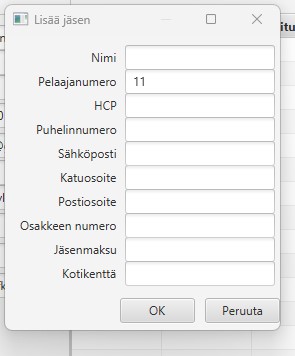 Lisää jäsen
Nimi
Pelaajanumero 11
HCP
Puhelinnumero
Sähköposti
Katuosoite
Postiosoite
Osakkeen numero
Jäsenmaksu
Kotikenttä
OK Peruuta